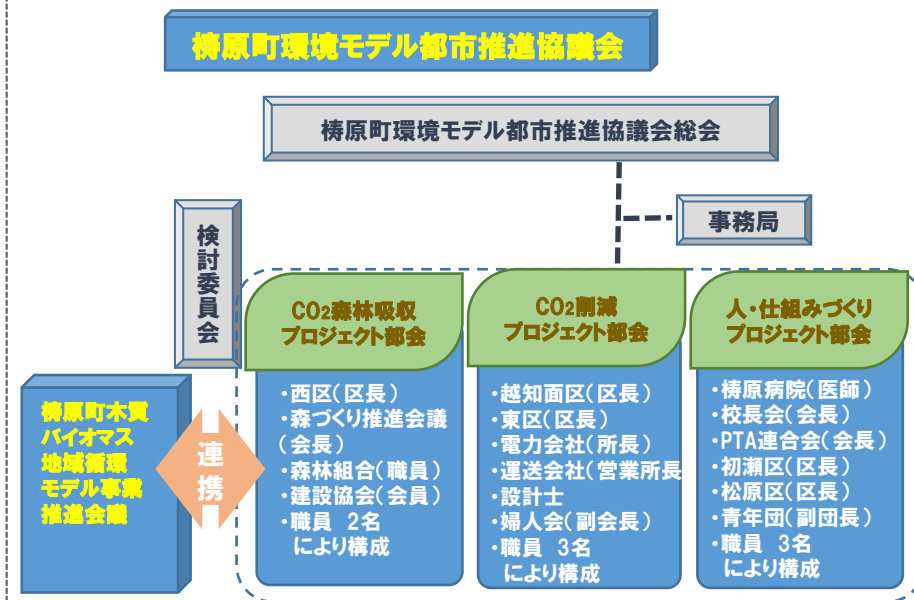 梼原町環境モデル都市推進協議会
梼原町環境モデル都市推進協議会総会
事務局
検討委員会
CO2森林吸収
プロジェクト部会
・西区(区長)
・森づくり推進会議
(会長)
・森林組合(職員)
・建設協会(会員)
・職員 2名
により構成
CO2削減
プロジェクト部会
・越知面区(区長)
・東区(区長)
・電力会社(所長)
・運送会社(営業所長
・設計士
・婦人会(副会長)
・職員 3名
により構成
人・仕組みづくり
プロジェクト部会
・梼原病院(医師)
・校長会(会長)
・PTA連合会(会長)
・初瀬区(区長)
・松原区(区長)
・青年団(副団長)
・職員 3名
により構成
梼原町木質
バイオマス
地域循環
モデル事業
推進会議
連携